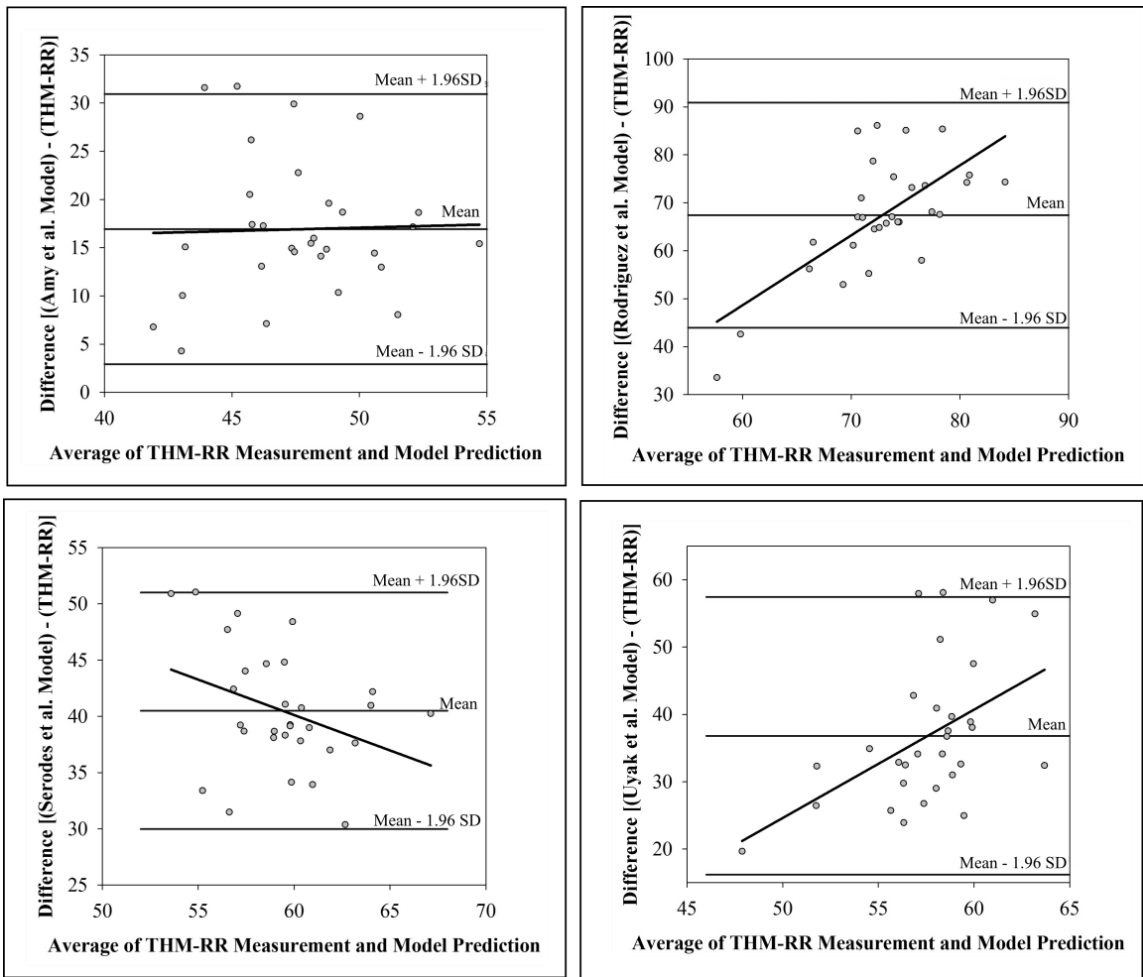 Difference [(Amy et al. Model) - (THM-RR)]
35
30
25
20
15
10
5
0
Mean + 1.96SD
Mean
Mean - 1.96 SD
40
45
50
55
Average of THM-RR Measurement and Model Prediction
Difference [(Rodriguez et al. Model) - (THM-RR)]
100
90
80
70
60
50
40
30
Mean + 1.96SD
Mean
Mean - 1.96 SD
60
70
80
90
Average of THM-RR Measurement and Model Prediction
Difference [(Serodes et al. Model) - (THM-RR)]
55
50
45
40
35
30
25
Mean + 1.96SD
Mean
Mean - 1.96 SD
50
55
60
65
70
Average of THM-RR Measurement and Model Prediction
Difference [(Uyak et al. Model) - (THM-RR)]
60
50
40
30
20
Mean + 1.96SD
Mean
Mean - 1.96 SD
45
50
55
60
65
Average of THM-RR Measurement and Model Prediction